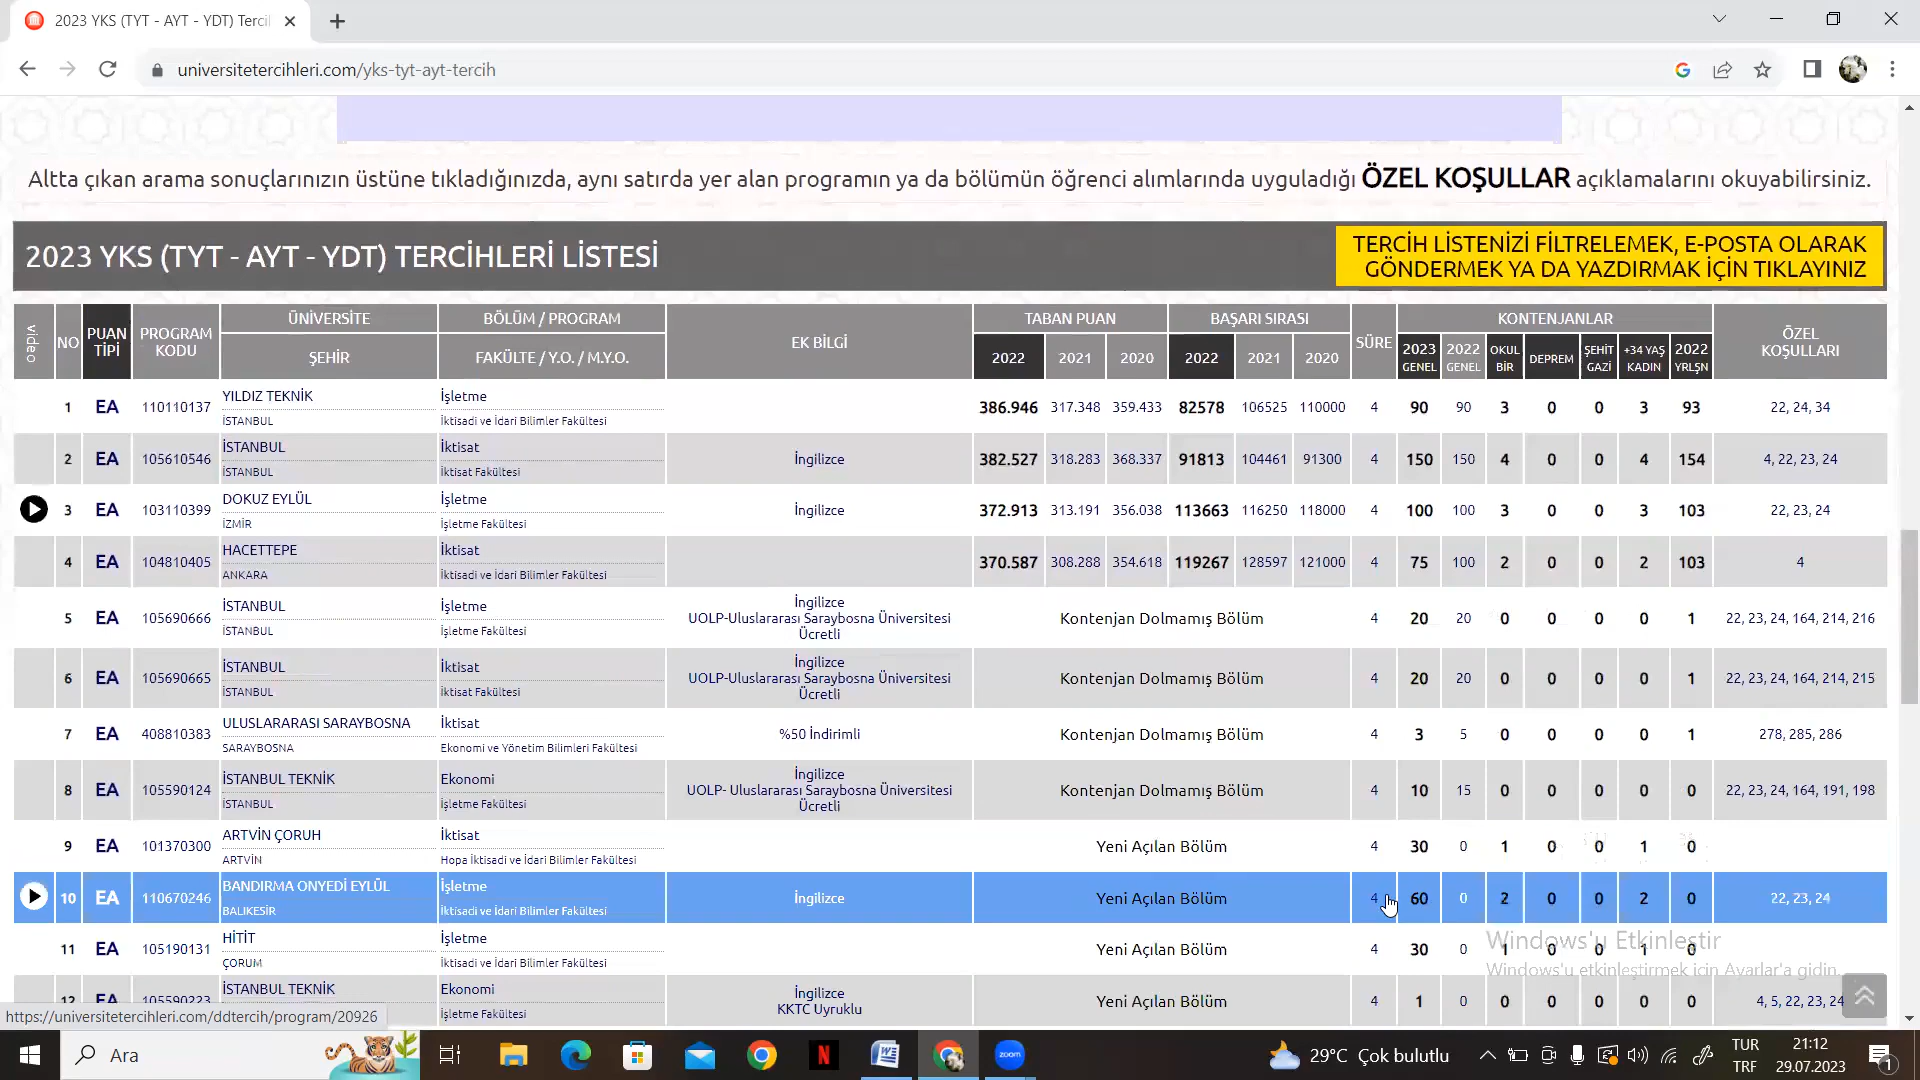 2023 YKS (TYT - AYT - YDT) Terci
universitetercihleri.com/yks-tyt-ayt-tercih
Altta çıkan arama sonuçlarınızın üstüne tıkladığınızda, aynı satırda yer alan programın ya da bölümün öğrenci alımlarında uyguladığı ÖZEL KOŞULLAR açıklamalarını okuyabilirsiniz.
2023 YKS (TYT - AYT - YDT) TERCİHLERİ LİSTESİ
TERCİH LİSTENİZİ FİLTRELEMEK, E-POSTA OLARAK
GÖNDERMEK YA DA YAZDIRMAK İÇİN TIKLAYINIZ
video NO PUAN TİPİ PROGRAM KODU ÜNİVERSİTE BÖLÜM / PROGRAM EK BİLGİ TABAN PUAN BAŞARI SIRASI SÜRE KONTENJANLAR ÖZEL KOŞULLARI
ŞEHİR FAKÜLTE / Y.O. / M.Y.O. 2022 2021 2020 2022 2021 2020 2023 GENEL 2022 GENEL OKUL BİR DEPREM ŞEHİT GAZİ +34 YAŞ KADIN 2022 YRLŞN
1 EA 110110137 YILDIZ TEKNİK İşletme 386.946 317.348 359.433 82578 106525 110000 4 90 90 3 0 0 3 93 22, 24, 34
İSTANBUL İktisadi ve İdari Bilimler Fakültesi
2 EA 105610546 İSTANBUL İktisat İngilizce 382.527 318.283 368.337 91813 104461 91300 4 150 150 4 0 0 4 154 4, 22, 23, 24
İSTANBUL İktisat Fakültesi
3 EA 103110399 DOKUZ EYLÜL İşletme İngilizce 372.913 313.191 356.038 113663 116250 118000 4 100 100 3 0 0 3 103 22, 23, 24
İZMİR İşletme Fakültesi
4 EA 104810405 HACETTEPE İktisat 370.587 308.288 354.618 119267 128597 121000 4 75 100 2 0 0 2 103 4
ANKARA İktisadi ve İdari Bilimler Fakültesi
5 EA 105690666 İSTANBUL İşletme İngilizce Kontenjan Dolmamış Bölüm 4 20 20 0 0 0 0 1 22, 23, 24, 164, 214, 216
İSTANBUL İşletme Fakültesi UOLP-Uluslararası Saraybosna Üniversitesi
Ücretli
6 EA 105690665 İSTANBUL İktisat İngilizce Kontenjan Dolmamış Bölüm 4 20 20 0 0 0 0 1 22, 23, 24, 164, 214, 215
İSTANBUL İktisat Fakültesi UOLP-Uluslararası Saraybosna Üniversitesi
Ücretli
7 EA 408810383 ULUSLARARASI SARAYBOSNA İktisat %50 İndirimli Kontenjan Dolmamış Bölüm 4 3 5 0 0 0 0 1 278, 285, 286
SARAYBOSNA Ekonomi ve Yönetim Bilimleri Fakültesi
8 EA 105590124 İSTANBUL TEKNİK Ekonomi İngilizce Kontenjan Dolmamış Bölüm 4 10 15 0 0 0 0 0 22, 23, 24, 164, 191, 198
İSTANBUL İşletme Fakültesi UOLP- Uluslararası Saraybosna Üniversitesi
Ücretli
9 EA 101370300 ARTVİN ÇORUH İktisat Yeni Açılan Bölüm 4 30 0 1 0 0 1 0
ARTVİN Hopa İktisadi ve İdari Bilimler Fakültesi
10 EA 110670246 BANDIRMA ONYEDİ EYLÜL İşletme İngilizce Yeni Açılan Bölüm 4 60 0 2 0 0 2 0 22, 23, 24
BALIKESİR İktisadi ve İdari Bilimler Fakültesi
11 EA 105190131 HİTİT İşletme Yeni Açılan Bölüm 4 30 0 1 0 0 1 0
ÇORUM İktisadi ve İdari Bilimler Fakültesi
Windows'u Etkinleştir
Windows'u etkinleştirmek için Ayarlar'a gidin.
12 EA 105590223 İSTANBUL TEKNİK Ekonomi İngilizce Yeni Açılan Bölüm 4 1 0 0 0 0 0 0 4, 5, 22, 23, 24
İşletme Fakültesi KKTC Uyruklu
https://universitetercihleri.com/ddtercih/program/20926
Ara
N
W
zoom
29°C Çok bulutlu
TUR
TRF
21:12
29.07.2023
1